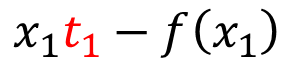 x₁t₁ − f(x₁)